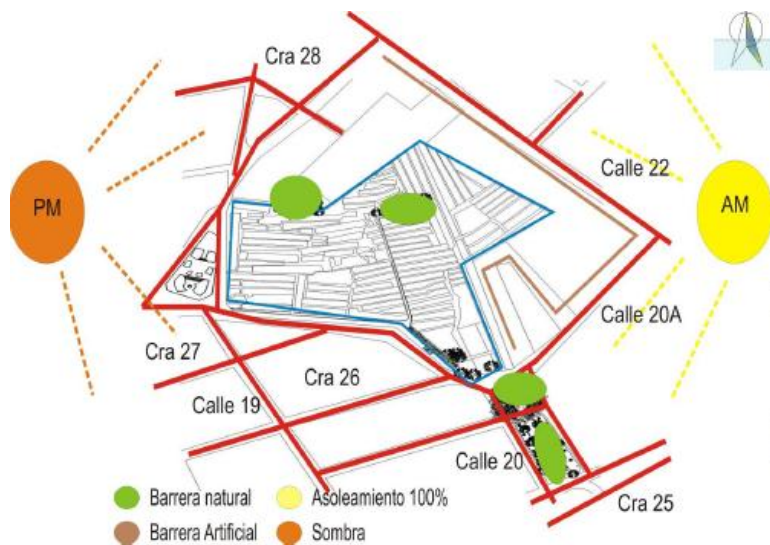 Cra 28
Calle 22
PM
AM
Calle 20A
Cra 27
Cra 26
Calle 19
Calle 20
Cra 25
Barrera natural
Asoleamiento 100%
Barrera Artificial
Sombra